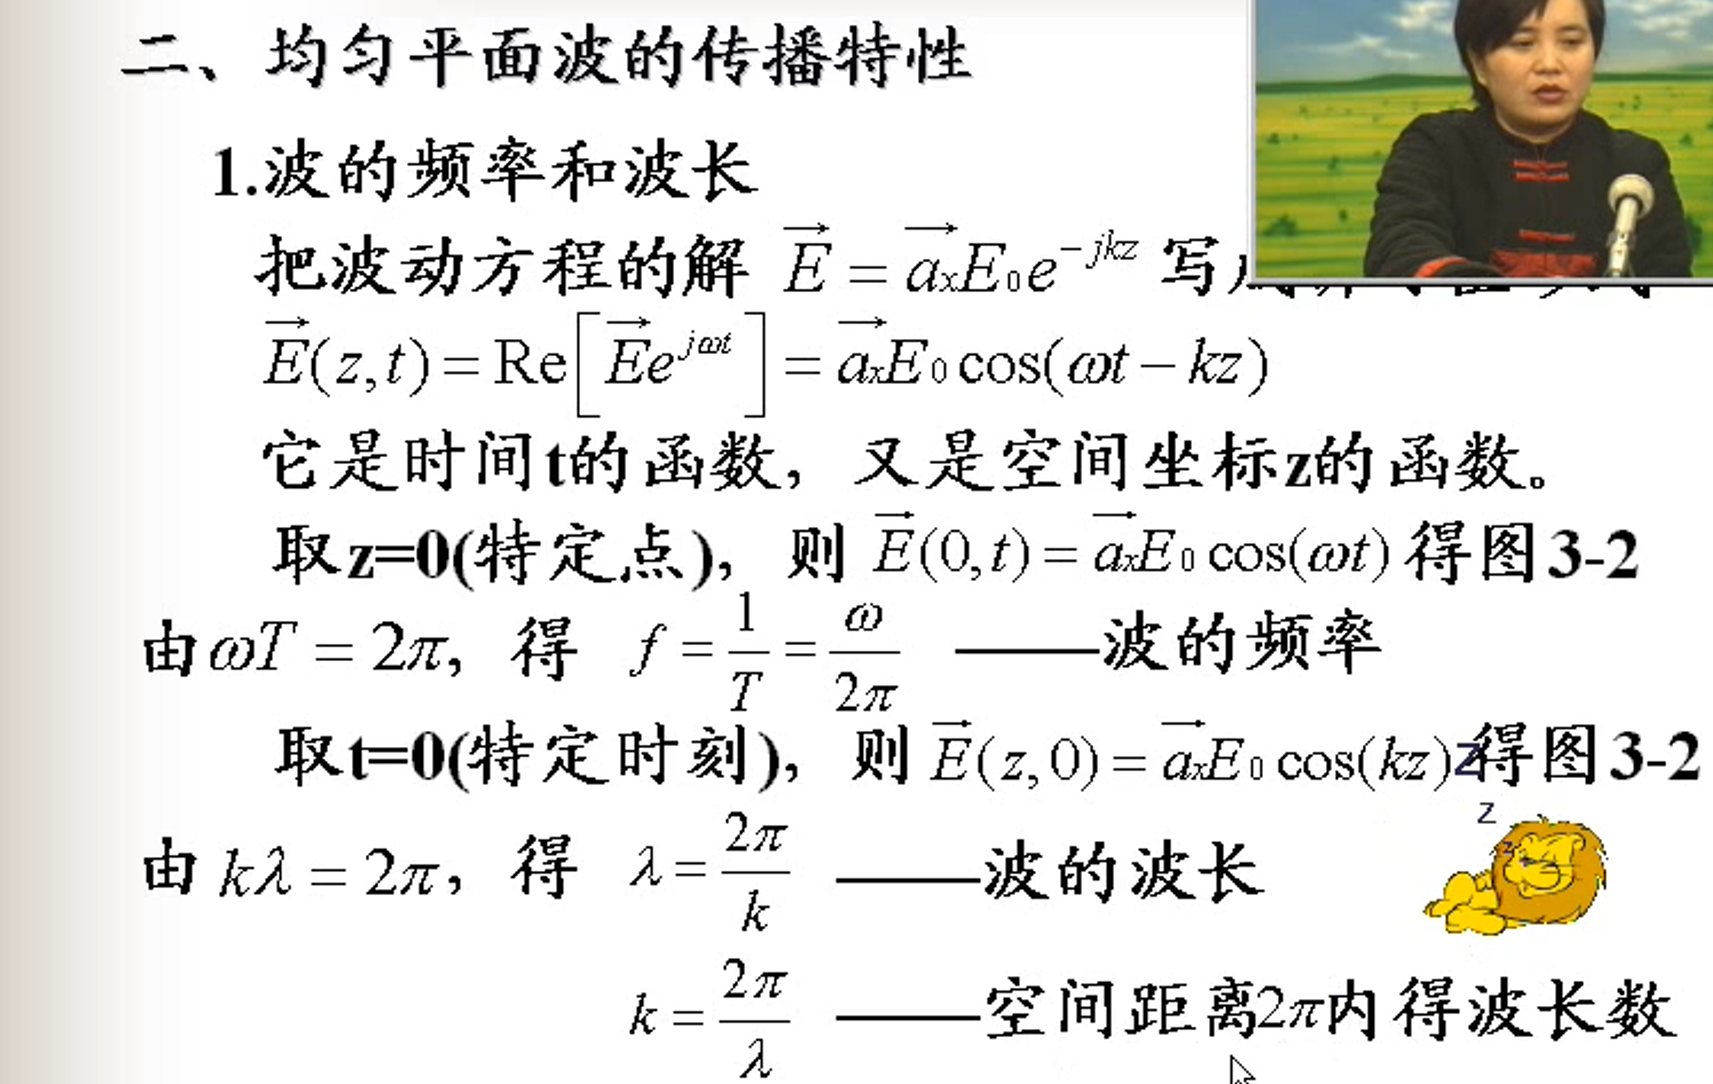 二、均匀平面波的传播特性
1.波的频率和波长
把波动方程的解 $\vec{E} = \vec{a_x}E_0e^{-jkz}$ 写
$\vec{E}(z,t) = \mathrm{Re}\left[\vec{E}e^{j\omega t}\right] = \vec{a_x}E_0\cos(\omega t - kz)$
它是时间t的函数，又是空间坐标z的函数。
取z=0(特定点)，则 $\vec{E}(0,t) = \vec{a_x}E_0\cos(\omega t)$ 得图3-2
由 $\omega T = 2\pi$，得 $f = \frac{1}{T} = \frac{\omega}{2\pi}$ ——波的频率
取t=0(特定时刻)，则 $\vec{E}(z,0) = \vec{a_x}E_0\cos(kz)$ z得图3-2
z
z
由 $k\lambda = 2\pi$，得 $\lambda = \frac{2\pi}{k}$ ——波的波长
$k = \frac{2\pi}{\lambda}$ ——空间距离$2\pi$内得波长数